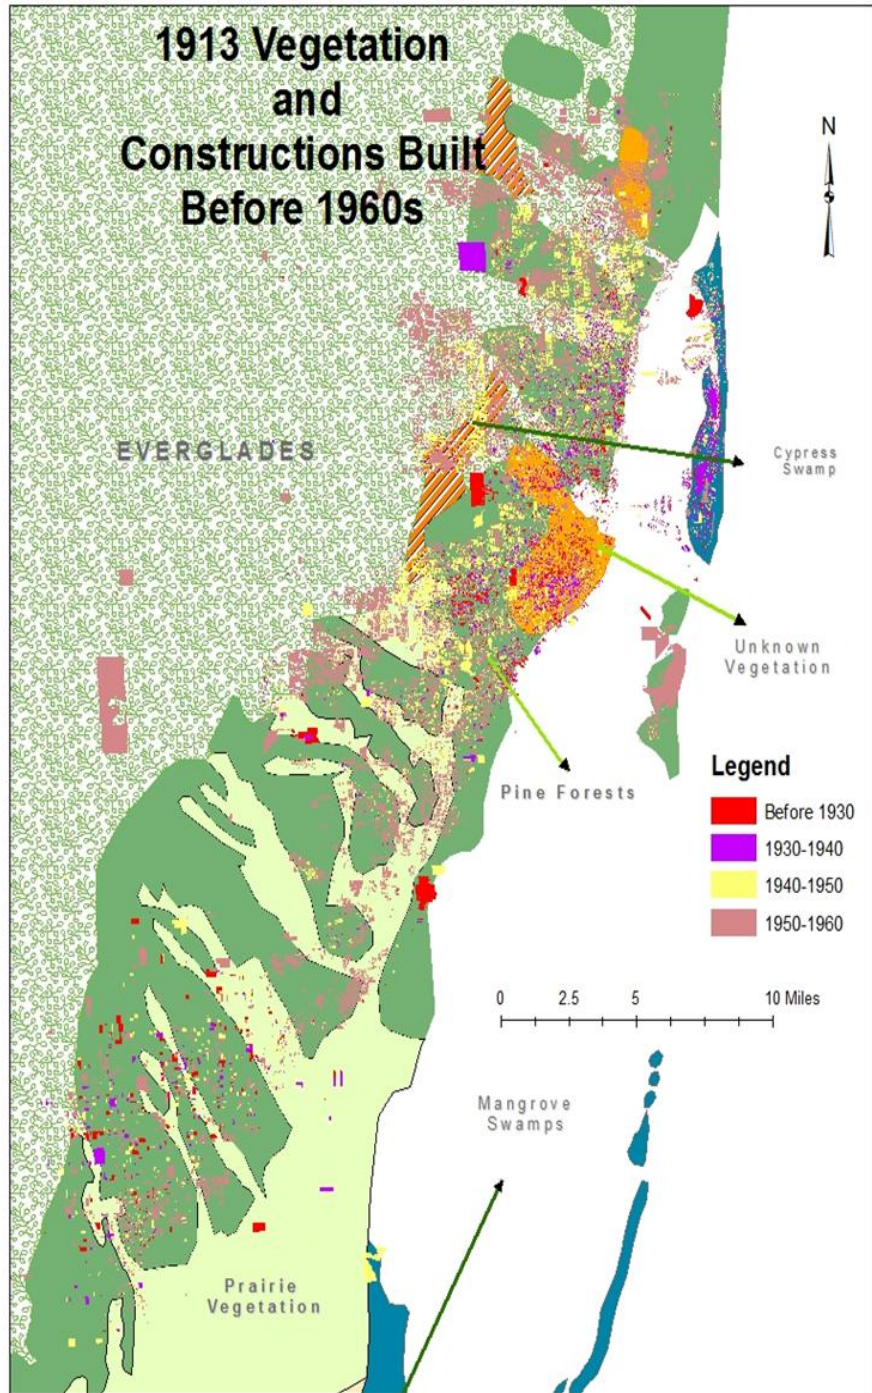 1913 Vegetation
and
Constructions Built
Before 1960s
N
EVERGLADES
Cypress
Swamp
Unknown
Vegetation
Pine Forests
Legend
Before 1930
1930-1940
1940-1950
1950-1960
0 2.5 5 10 Miles
Mangrove
Swamps
Prairie
Vegetation